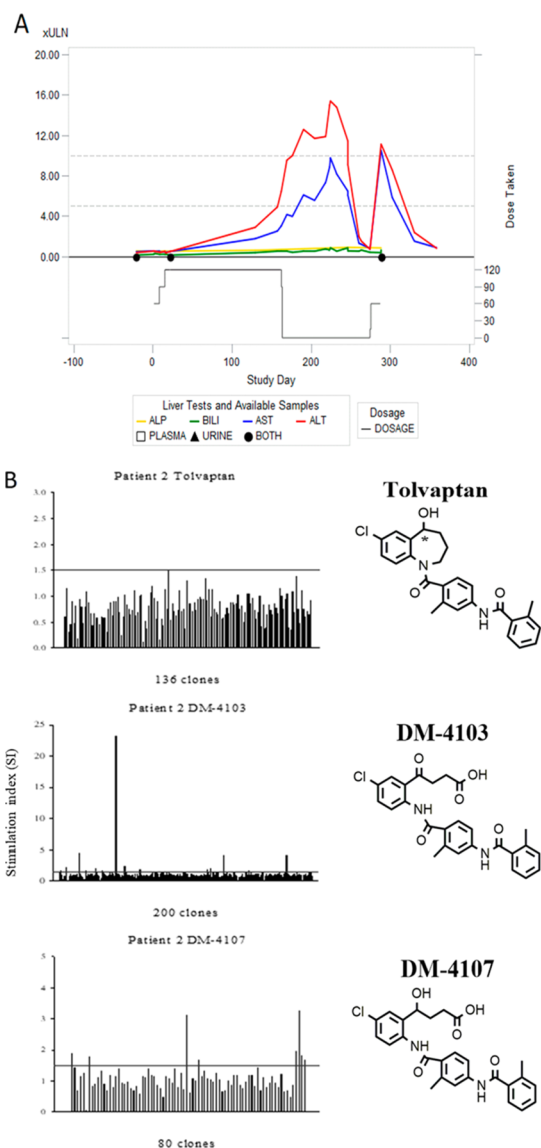 A
xULN
20.00
16.00
12.00
8.00
4.00
0.00
120
90
60
30
0
Dose Taken
-100 0 100 200 300 400
Study Day
Liver Tests and Available Samples
ALP BILI AST ALT
PLASMA URINE BOTH
Dosage
DOSAGE
B
Patient 2 Tolvaptan
3.0
2.5
2.0
1.5
1.0
0.5
0.0
136 clones
Tolvaptan
OH
Cl
*
N
O
O
N
H
Patient 2 DM-4103
Stimulation index (SI)
25
20
15
10
5
0
200 clones
DM-4103
O
Cl
OH
O
NH
O
O
N
H
Patient 2 DM-4107
5
4
3
2
1
0
80 clones
DM-4107
OH
Cl
OH
O
NH
O
O
N
H